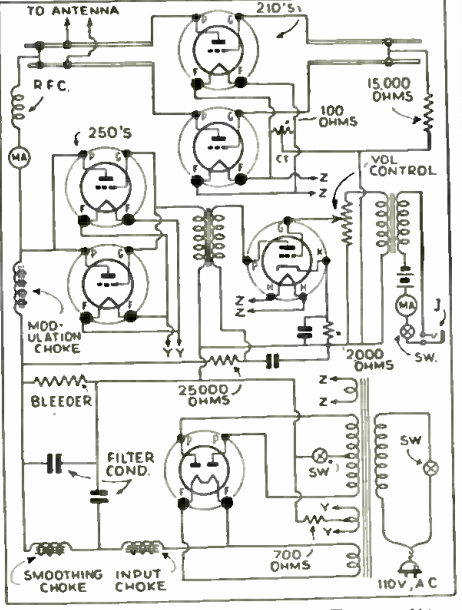 TO ANTENNA
210'S
P
G
R.F.C.
F
F
15,000
OHMS
100
OHMS
MA
250'S
P
G
CT
P
G
VOL
CONTROL
F
F
Z
Z
F
F
G
P
G
P
K
H
H
Z
Z
MA
J
F
F
MOD-
ULATION
CHOKE
Y Y
SW.
2000
OHMS
25000
OHMS
Z
Z
BLEEDER
P
P
FILTER
COND.
SW
SW
F
F
Y
Y
700
OHMS
SMOOTHING
CHOKE
INPUT
CHOKE
110V, A C